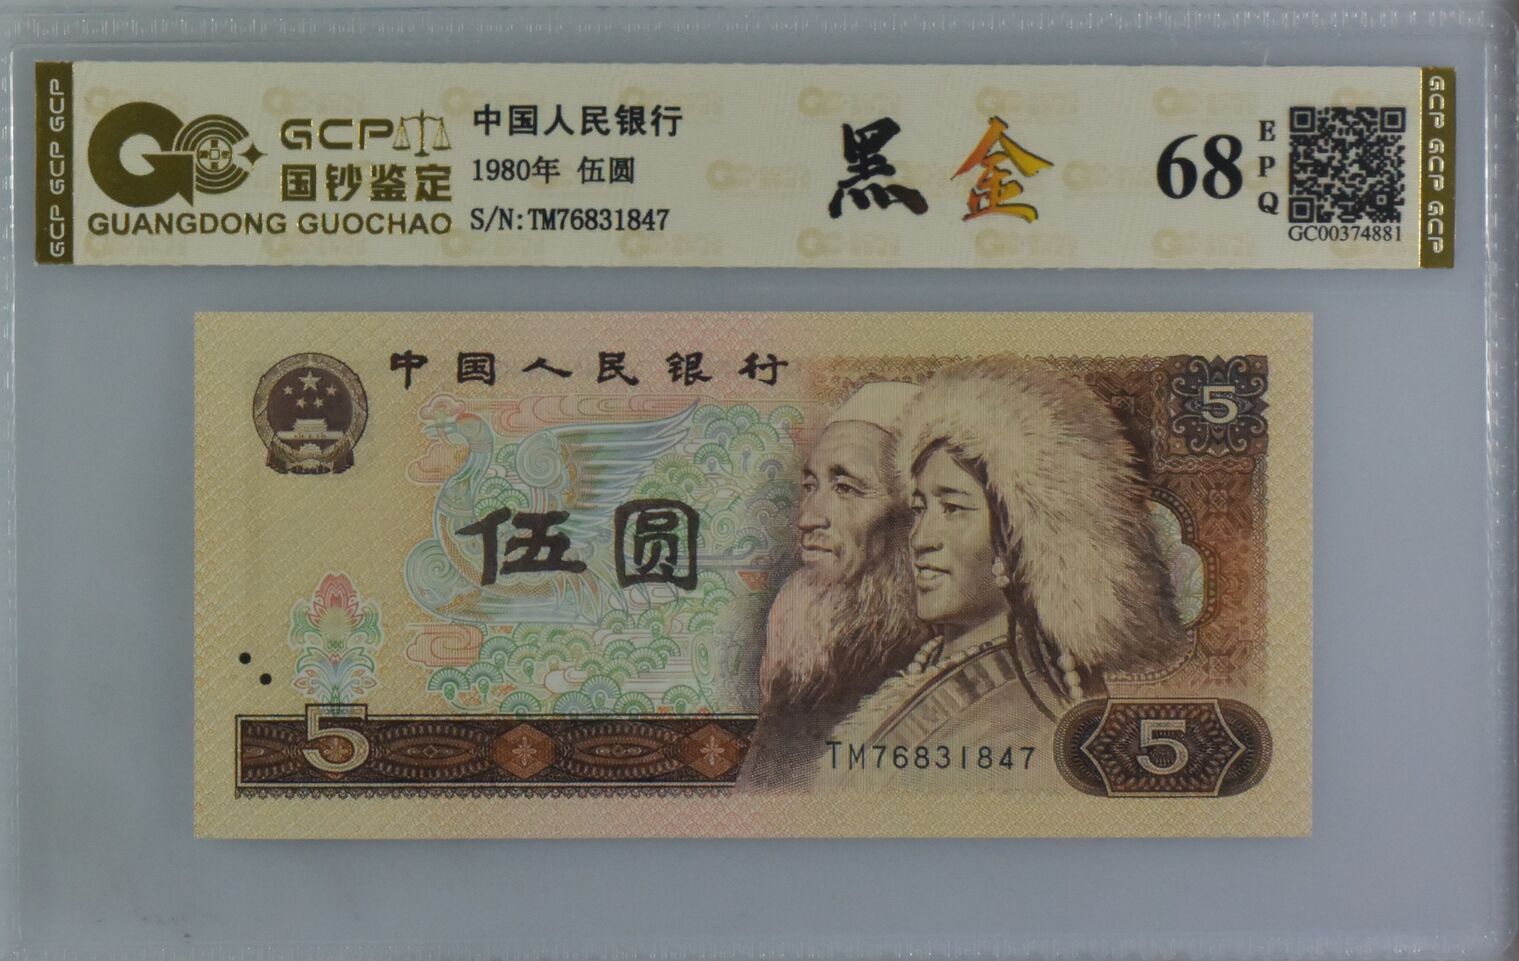 GCP GCP GCP
GCP
国钞鉴定
GUANGDONG GUOCHAO
中国人民银行
1980年 伍圆
S/N:TM76831847
黑金
68
EPQ
GC00374881
GCP GCP GCP
中国人民银行
5
伍圆
5
TM76831847
5